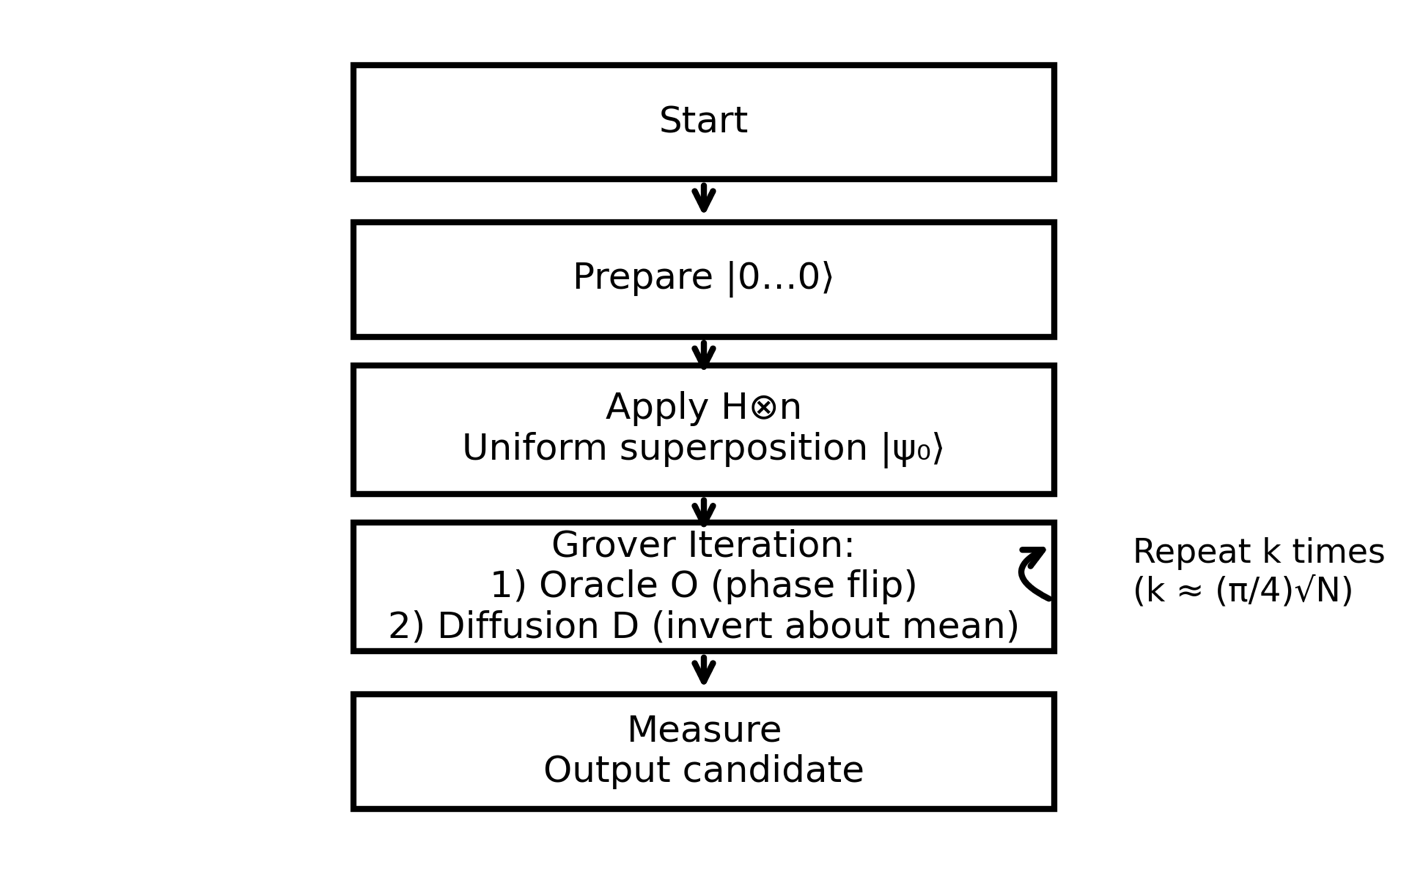 Start
Prepare |0…0⟩
Apply H⊗n
Uniform superposition |ψ₀⟩
Grover Iteration:
1) Oracle O (phase flip)
2) Diffusion D (invert about mean)
Repeat k times
(k ≈ (π/4)√N)
Measure
Output candidate